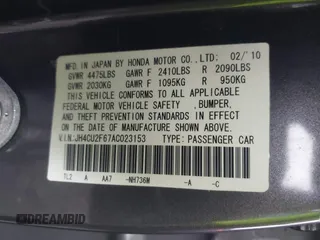 MFD. IN JAPAN BY HONDA MOTOR CO., LTD. 02/'10
GVWR 4475LBS GAWR F 2410LBS R 2090LBS
GVWR 2030KG GAWR F 1095KG R 950KG
THIS VEHICLE CONFORMS TO ALL APPLICABLE
FEDERAL MOTOR VEHICLE SAFETY, BUMPER,
AND THEFT PREVENTION STANDARDS IN
EFFECT ON THE DATE OF MANUFACTURE
SHOWN ABOVE.
V.I.N. JH4CU2F67AC023153 TYPE: PASSENGER CAR
TL2 A AA7 -NH736M -A -C
DREAMBID